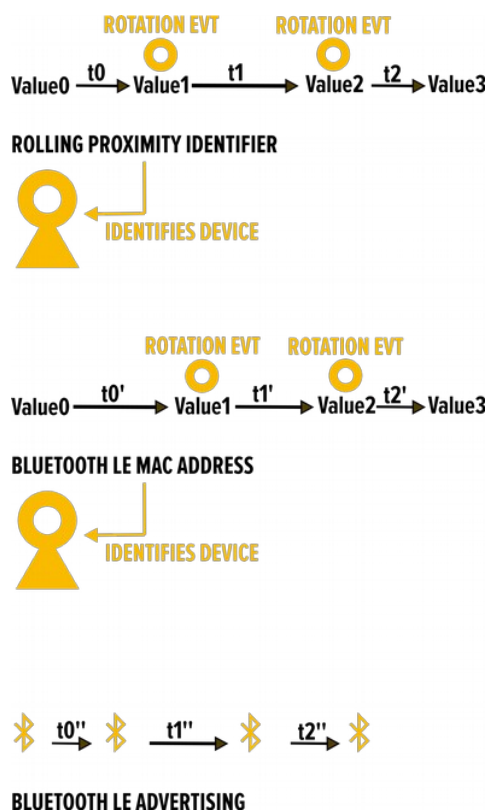 ROTATION EVT ROTATION EVT
Value0 t0 Value1 t1 Value2 t2 Value3
ROLLING PROXIMITY IDENTIFIER
IDENTIFIES DEVICE
ROTATION EVT ROTATION EVT
Value0 t0' Value1 t1' Value2 t2' Value3
BLUETOOTH LE MAC ADDRESS
IDENTIFIES DEVICE
t0'' t1'' t2''
BLUETOOTH LE ADVERTISING